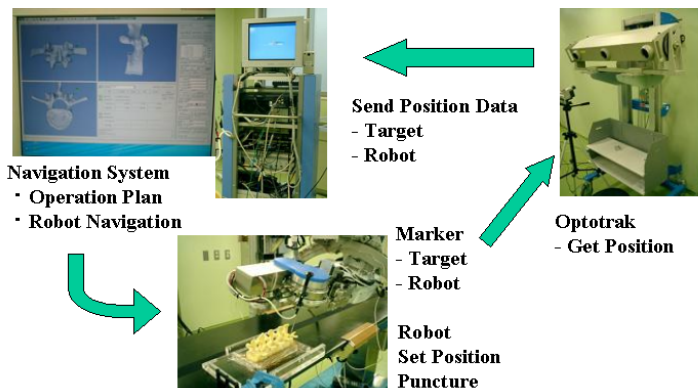 Send Position Data
- Target
- Robot
Navigation System
・ Operation Plan
・ Robot Navigation
Marker
- Target
- Robot
Optotrak
- Get Position
Robot
Set Position
Puncture